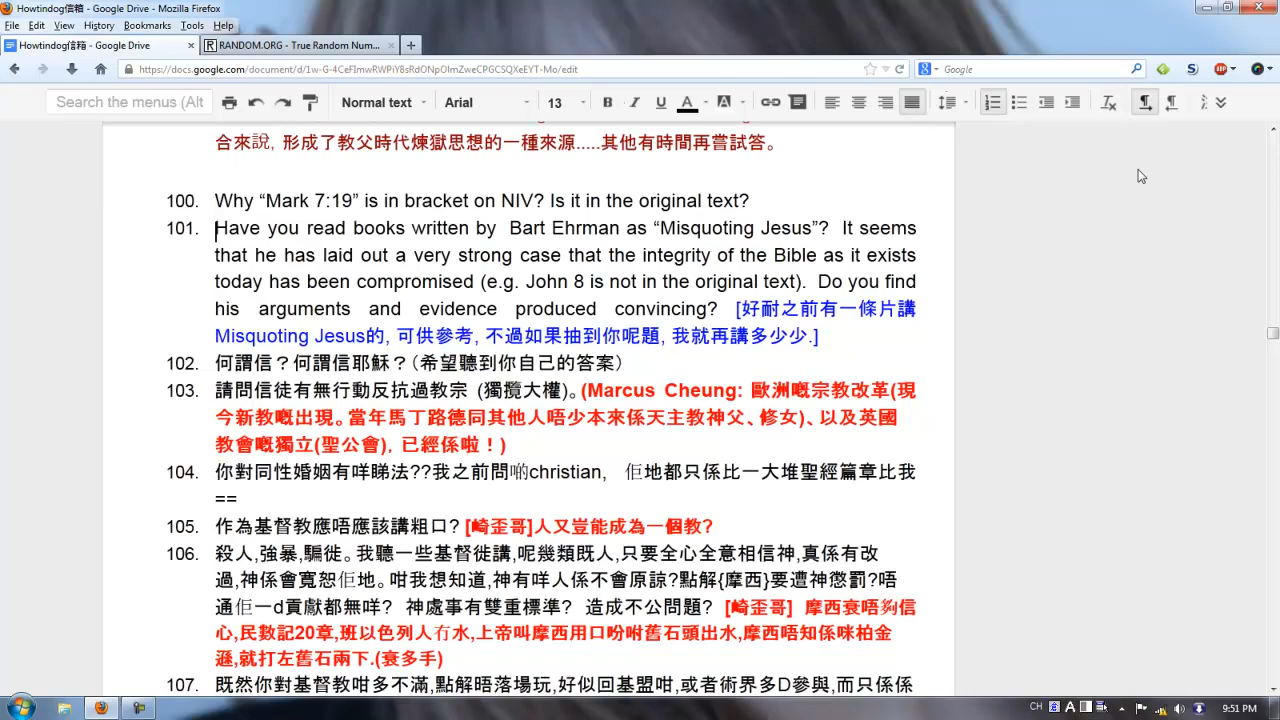 Howtindog信箱 - Google Drive - Mozilla Firefox
File Edit View History Bookmarks Tools Help
Howtindog信箱 - Google Drive × RANDOM.ORG - True Random Num... × +
Google
Search the menus (Alt Normal text Arial 13 B I U A A
合來說, 形成了教父時代煉獄思想的一種來源.....其他有時間再嘗試答。
100. Why “Mark 7:19” is in bracket on NIV? Is it in the original text?
101. Have you read books written by Bart Ehrman as “Misquoting Jesus”? It seems
that he has laid out a very strong case that the integrity of the Bible as it exists
today has been compromised (e.g. John 8 is not in the original text). Do you find
his arguments and evidence produced convincing? [好耐之前有一條片講
Misquoting Jesus的, 可供參考, 不過如果抽到你呢題, 我就再講多少少.]
102. 何謂信？何謂信耶穌？（希望聽到你自己的答案）
103. 請問信徒有無行動反抗過教宗 (獨攬大權)。(Marcus Cheung: 歐洲嘅宗教改革(現
今新教嘅出現。當年馬丁路德同其他人唔少本來係天主教神父、修女)、以及英國
教會嘅獨立(聖公會)，已經係啦！)
104. 你對同性婚姻有咩睇法??我之前問啲christian, 佢地都只係比一大堆聖經篇章比我
==
105. 作為基督教應唔應該講粗口? [崎歪哥]人又豈能成為一個教?
106. 殺人,強暴,騙徙。我聽一些基督徙講,呢幾類既人,只要全心全意相信神,真係有改
過,神係會寬恕佢地。咁我想知道,神有咩人係不會原諒?點解{摩西}要遭神懲罰?唔
通佢一d貢獻都無咩? 神處事有雙重標準? 造成不公問題? [崎歪哥] 摩西衰唔夠信
心,民數記20章,班以色列人冇水,上帝叫摩西用口吩咐舊石頭出水,摩西唔知係咪柏金
遜,就打左舊石兩下.(衰多手)
107. 既然你對基督教咁多不滿,點解唔落場玩,好似回基盟咁,或者術界多D參與,而只係係
CH A 9:51 PM